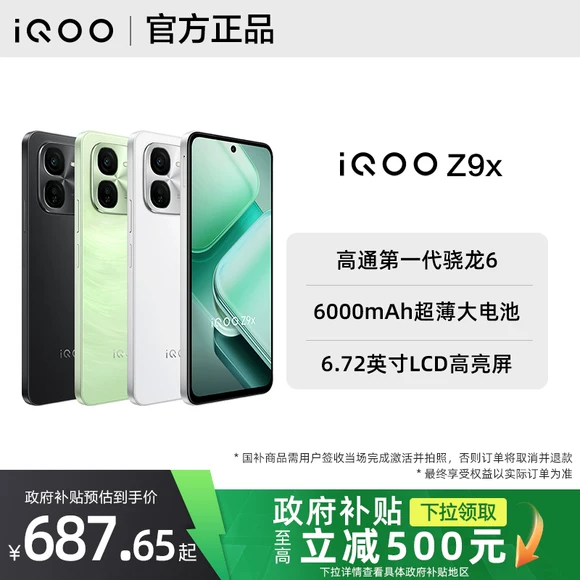 iQOO 官方正品
iQOO Z9x
高通第一代骁龙6
6000mAh超薄大电池
6.72英寸LCD高亮屏
iQOO
iQOO
iQOO
iQOO Z9x
* 国补商品需用户签收当场完成激活并拍照，否则订单将取消并退款
* 最终享受权益以实际订单为准
政府补贴预估到手价
¥687.65起
政府补贴 下拉领取
至高 立减500元
下拉详情查看具体政府补贴地区